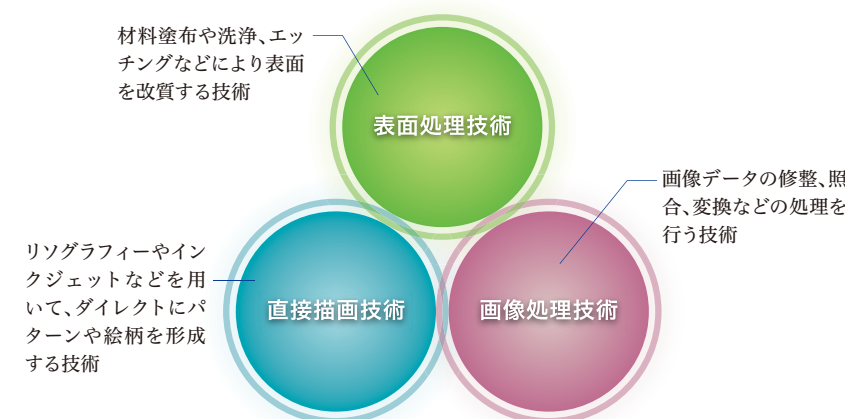 材料塗布や洗浄、エッ
チングなどにより表面
を改質する技術
表面処理技術
画像データの修整、照
合、変換などの処理を
行う技術
リソグラフィーやイン
クジェットなどを用
いて、ダイレクトにパ
ターンや絵柄を形成
する技術
直接描画技術
画像処理技術